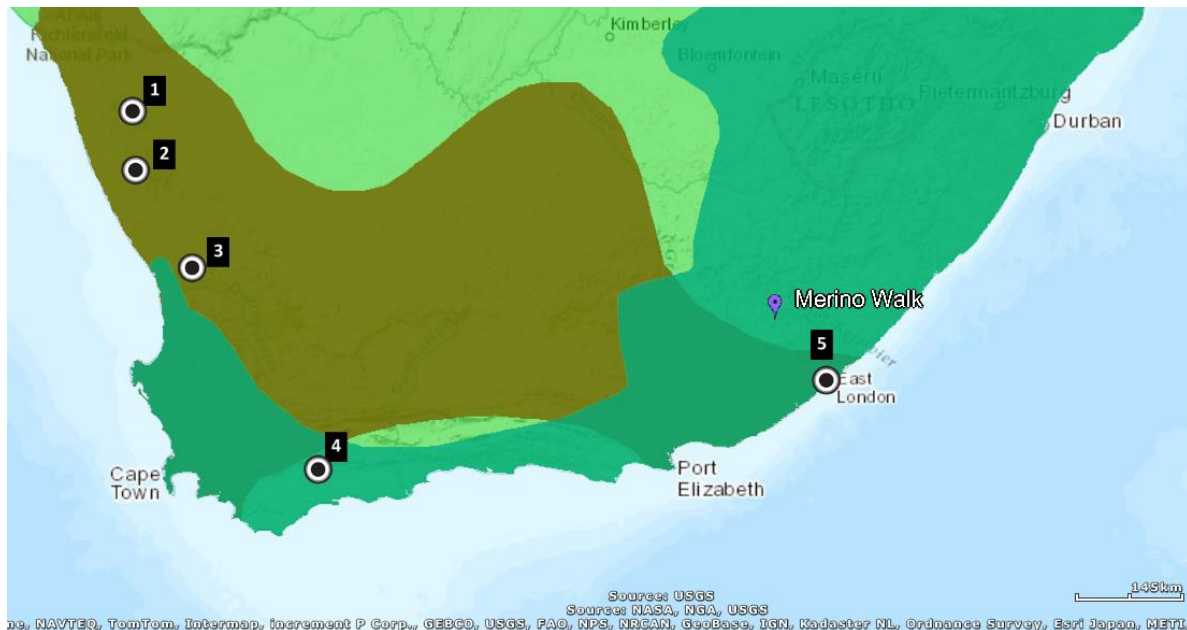 Richtersveld
National Park
Kimberley
Bloemfontein
Maseru
LESOTHO
Pietermaritzburg
Durban
1
2
3
Merino Walk
5
East
London
4
Cape
Town
Port
Elizabeth
145km
Source: USGS
Source: NASA, NGA, USGS
ne, NAVTEQ, TomTom, Intermap, increment P Corp., GEBCO, USGS, FAO, NPS, NRCAN, GeoBase, IGN, Kadaster NL, Ordnance Survey, Esri Japan, METI